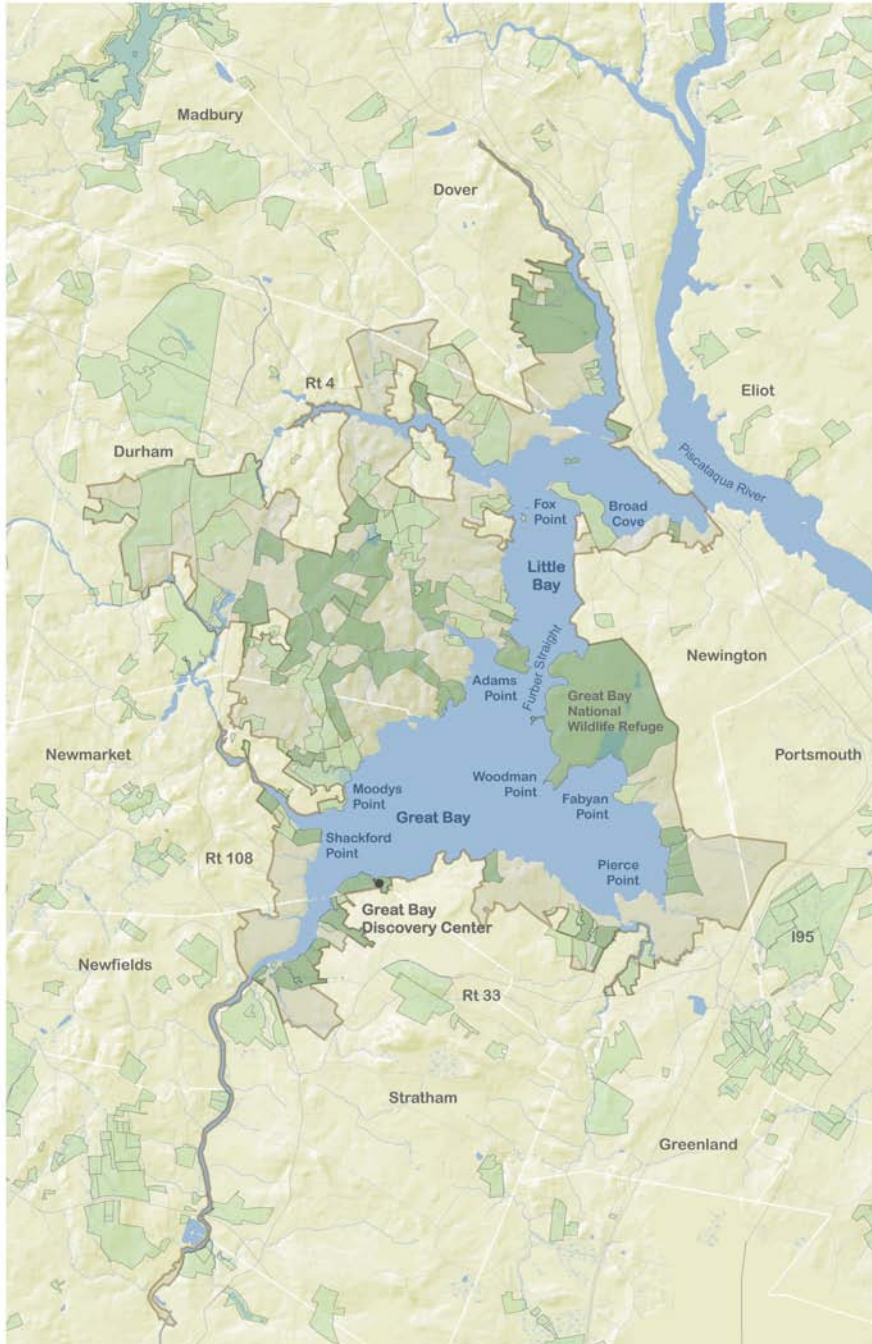 Madbury
Dover
Rt 4
Eliot
Durham
Piscataqua River
Fox
Point
Broad
Cove
Little
Bay
Furber Straight
Newington
Adams
Point
Great Bay
National
Wildlife Refuge
Newmarket
Portsmouth
Woodman
Point
Moodys
Point
Fabyan
Point
Great Bay
Shackford
Point
Rt 108
Pierce
Point
Great Bay
Discovery Center
I95
Newfields
Rt 33
Stratham
Greenland